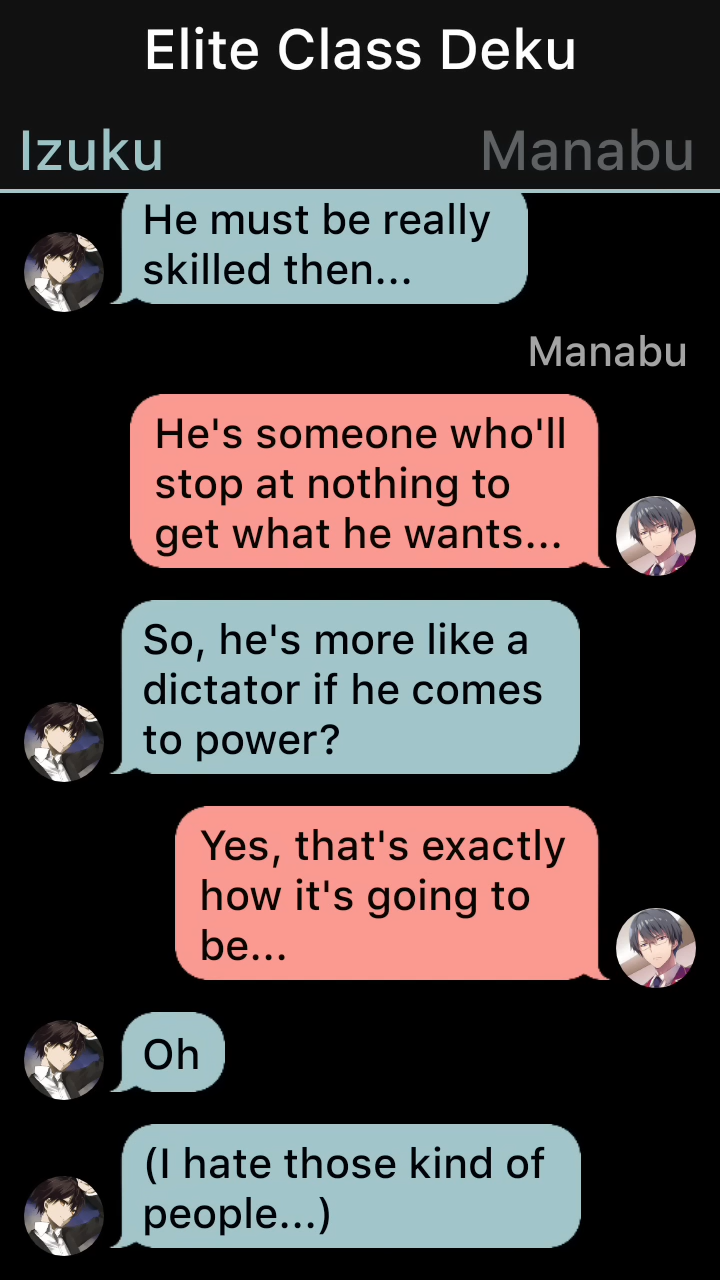 Elite Class Deku
Izuku
Manabu
He must be really
skilled then...
Manabu
He's someone who'll
stop at nothing to
get what he wants...
So, he's more like a
dictator if he comes
to power?
Yes, that's exactly
how it's going to
be...
Oh
(I hate those kind of
people...)